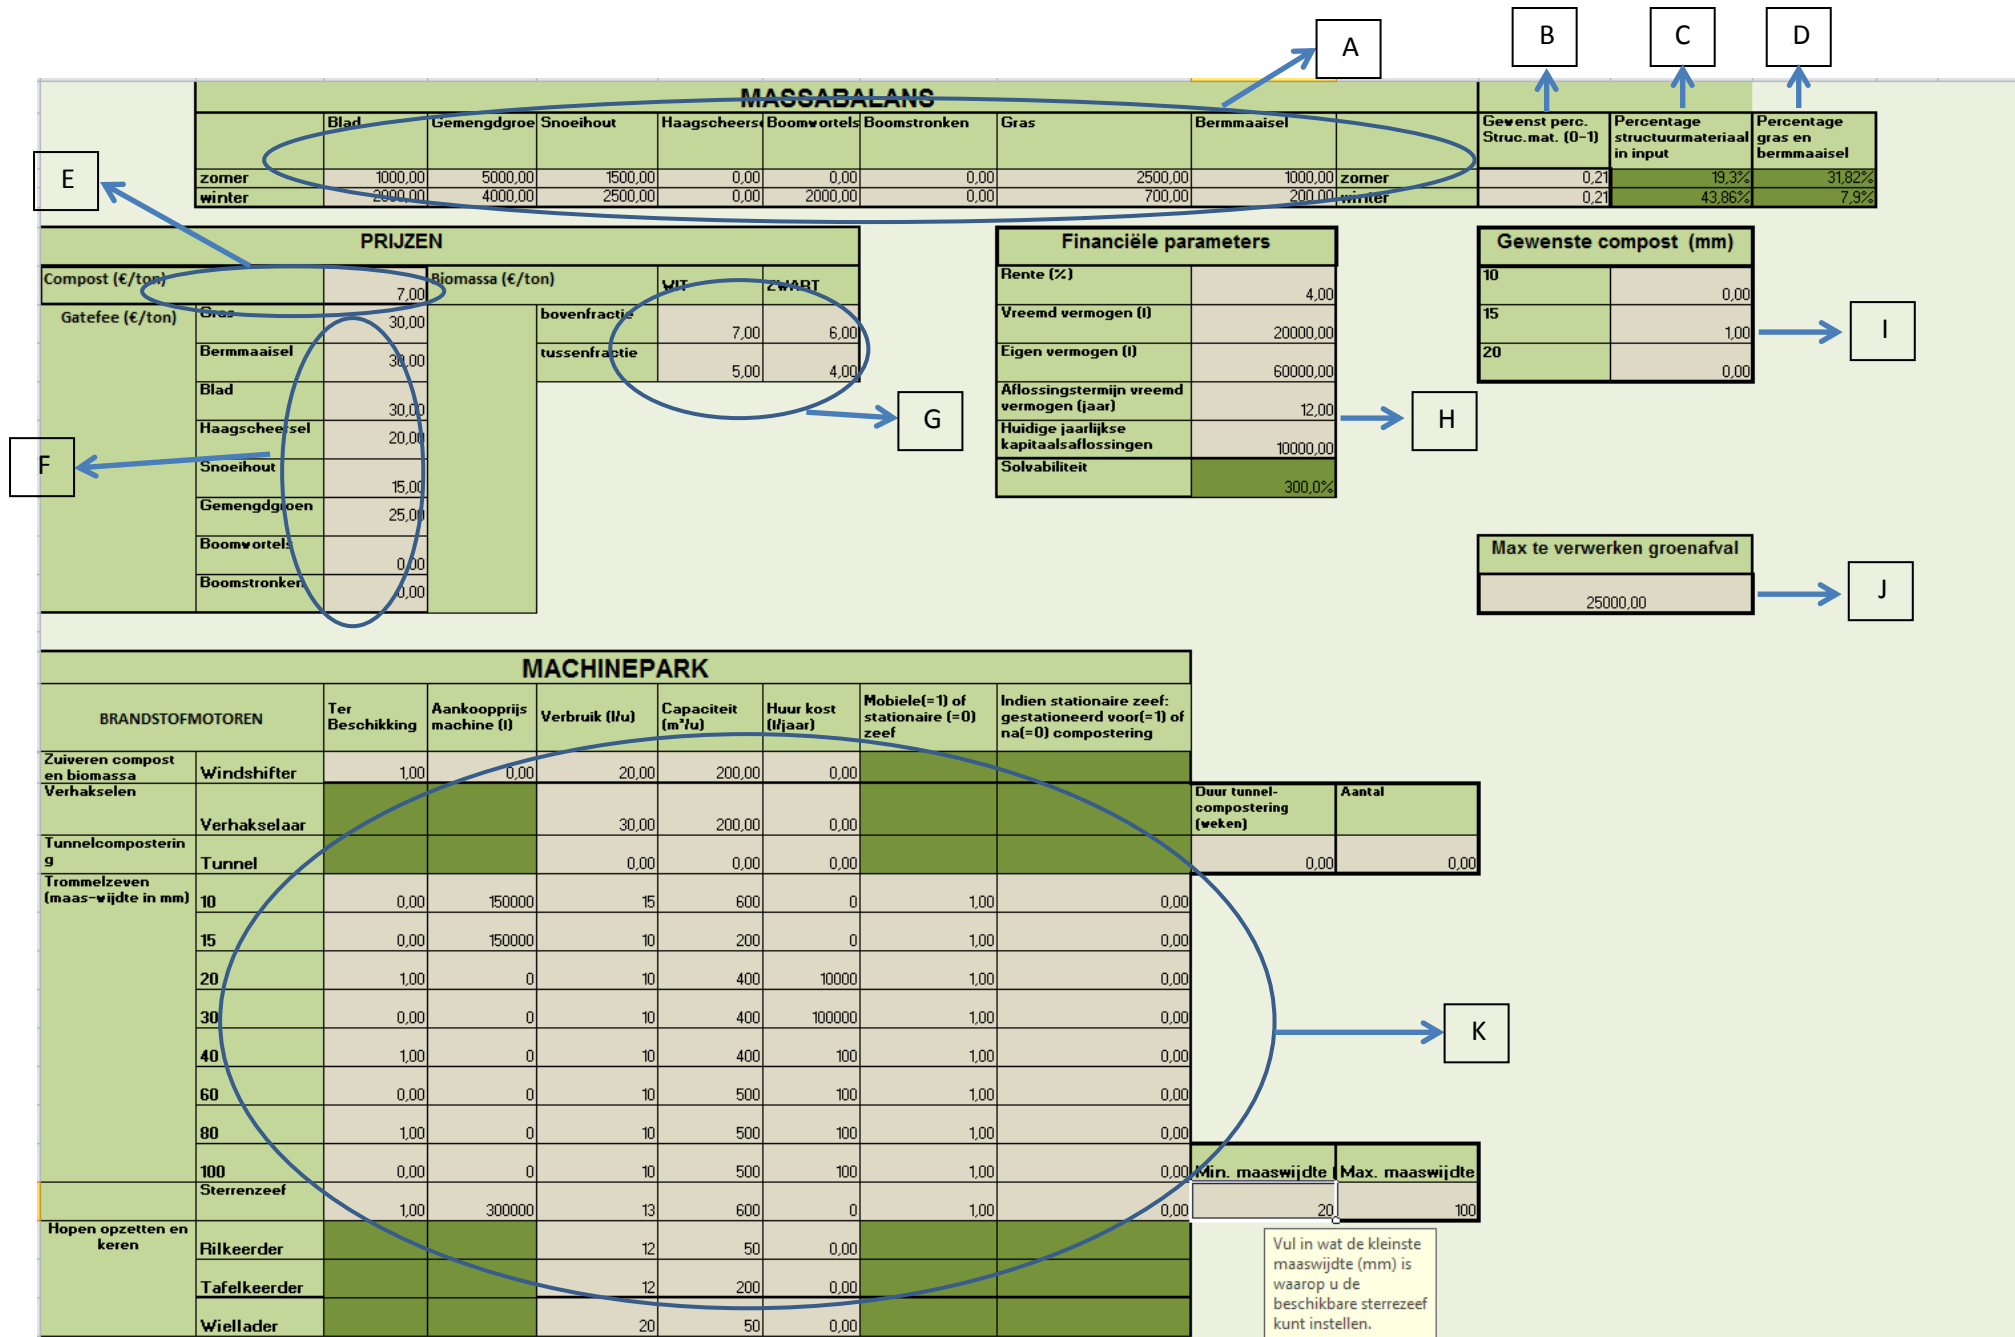 A
B
C
D
MASSABALANS
Blad Gemengdgroe Snoeihout Haagscheers Boomwortels Boomstronken Gras Bermmaaisel
Gewenst perc. Struc.mat. (0-1)
Percentage structuurmateriaal in input
Percentage gras en bermmaaisel
zomer 1000,00 5000,00 1500,00 0,00 0,00 0,00 2500,00 1000,00 zomer 0,21 19,3% 31,82%
winter 2000,00 4000,00 2500,00 0,00 2000,00 0,00 700,00 200,00 winter 0,21 43,86% 7,9%
E
PRIJZEN
Compost (€/ton) 7,00 Biomassa (€/ton) WIT ZWART
Gatefee (€/ton) Gras 30,00 bovenfractie 7,00 6,00
Bermmaaisel 30,00 tussenfractie 5,00 4,00
Blad 30,00
Haagscheersel 20,00
Snoeihout 15,00
Gemengdgroen 25,00
Boomwortels 0,00
Boomstronken 0,00
F
G
Financiële parameters
Rente (%) 4,00
Vreemd vermogen (l) 20000,00
Eigen vermogen (l) 60000,00
Aflossingstermijn vreemd
vermogen (jaar) 12,00
Huidige jaarlijkse
kapitaalsaflossingen 10000,00
Solvabiliteit 300,0%
H
Gewenste compost (mm)
10 0,00
15 1,00
20 0,00
I
Max te verwerken groenafval
25000,00
J
MACHINEPARK
BRANDSTOFMOTOREN
Ter Beschikking
Aankoopprijs machine (l)
Verbruik (l/u)
Capaciteit (m³/u)
Huur kost (l/jaar)
Mobiele(=1) of stationaire (=0) zeef
Indien stationaire zeef: gestationeerd voor(=1) of na(=0) compostering
Zuiveren compost
en biomassa Windshifter 1,00 0,00 20,00 200,00 0,00
Verhakselen
Verhakselaar 30,00 200,00 0,00
Duur tunnel-compostering (weken)
Aantal
Tunnelcomposterin
g Tunnel 0,00 0,00 0,00 0,00 0,00
Trommelzeven
(maas-wijdte in mm) 10 0,00 150000 15 600 0 1,00 0,00
15 0,00 150000 10 200 0 1,00 0,00
20 1,00 0 10 400 10000 1,00 0,00
30 0,00 0 10 400 100000 1,00 0,00
40 1,00 0 10 400 100 1,00 0,00
60 0,00 0 10 500 100 1,00 0,00
80 1,00 0 10 500 100 1,00 0,00
100 0,00 0 10 500 100 1,00 0,00 Min. maaswijdte ( Max. maaswijdte
Sterrenzeef 1,00 300000 13 600 0 1,00 0,00 20 100
Hopen opzetten en
keren Rilkeerder 12 50 0,00
Tafelkeerder 12 200 0,00
Wiellader 20 50 0,00
K
Vul in wat de kleinste
maaswijdte (mm) is
waarop u de
beschikbare sterrezeef
kunt instellen.